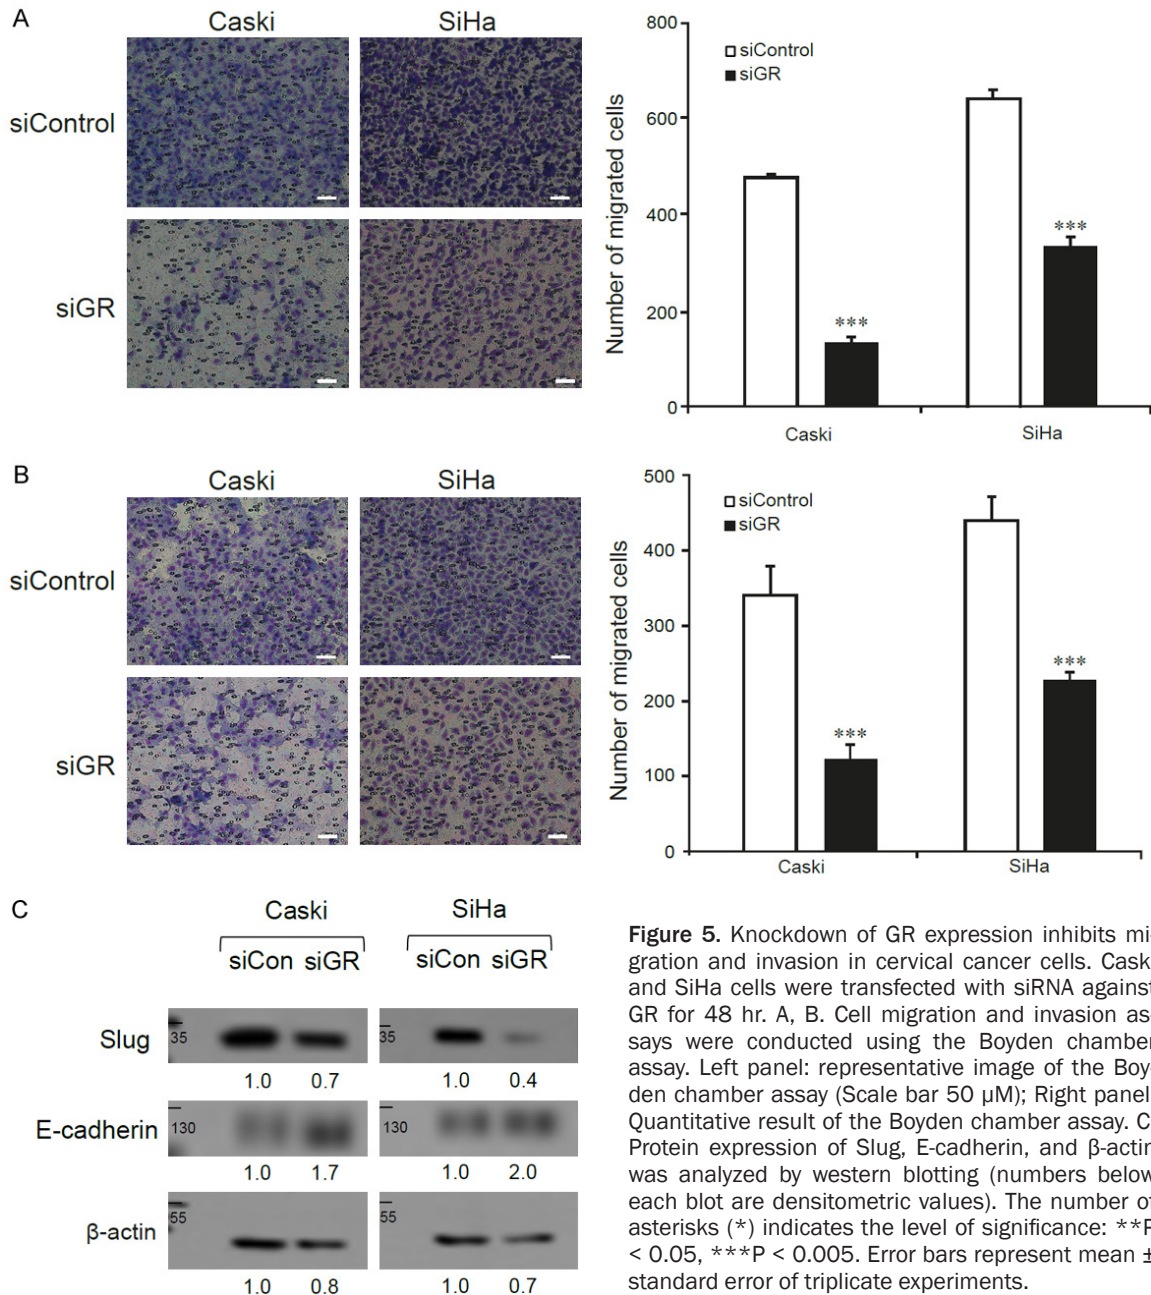 A
Caski
SiHa
siControl
siGR
800
600
400
200
0
Number of migrated cells
siControl
siGR
***
***
Caski
SiHa
B
Caski
SiHa
siControl
siGR
500
400
300
200
100
0
Number of migrated cells
siControl
siGR
***
***
Caski
SiHa
C
Caski
SiHa
siCon siGR
siCon siGR
Slug
35
35
1.0 0.7
1.0 0.4
E-cadherin
130
130
1.0 1.7
1.0 2.0
β-actin
55
55
1.0 0.8
1.0 0.7
Figure 5. Knockdown of GR expression inhibits mi-
gration and invasion in cervical cancer cells. Cask
and SiHa cells were transfected with siRNA against
GR for 48 hr. A, B. Cell migration and invasion as-
says were conducted using the Boyden chamber
assay. Left panel: representative image of the Boy-
den chamber assay (Scale bar 50 µM); Right panel
Quantitative result of the Boyden chamber assay. C
Protein expression of Slug, E-cadherin, and β-actin
was analyzed by western blotting (numbers below
each blot are densitometric values). The number of
asterisks (*) indicates the level of significance: **P
< 0.05, ***P < 0.005. Error bars represent mean ±
standard error of triplicate experiments.